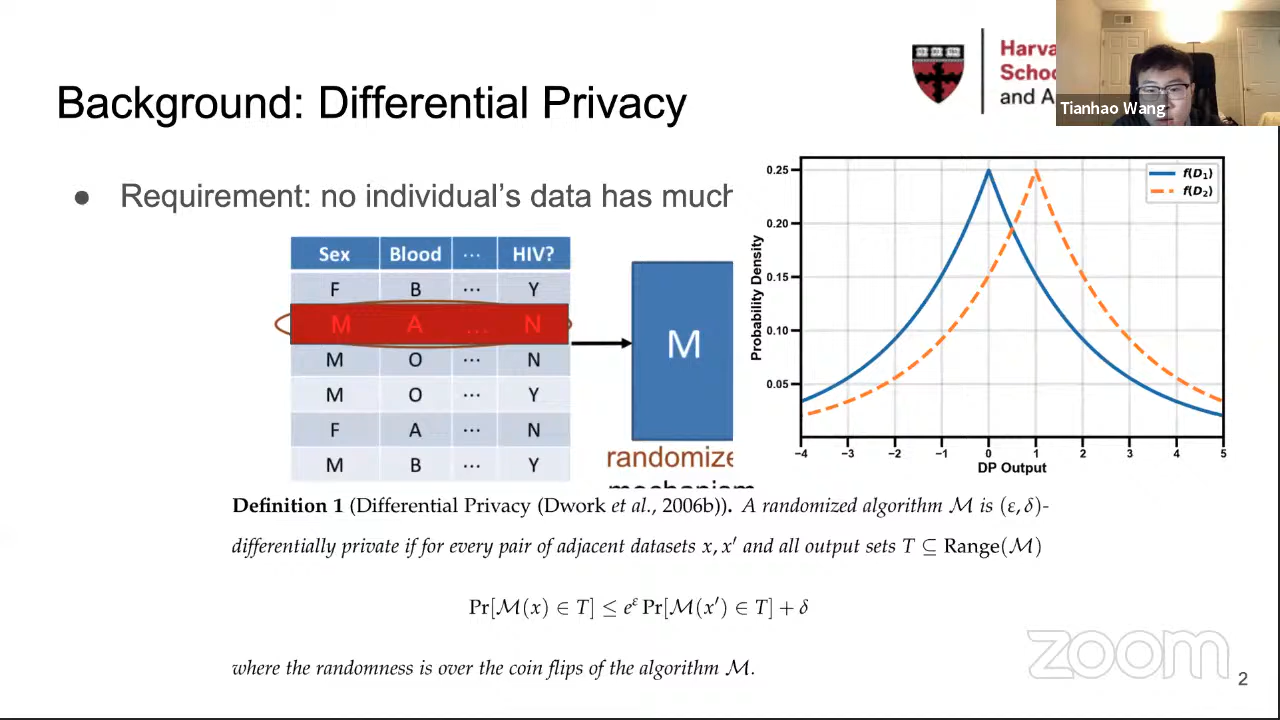 Harva
Schoo
and A
Tianhao Wang
Background: Differential Privacy
● Requirement: no individual's data has much
Sex Blood ... HIV?
F B ... Y
M A ... N
M O ... N
M O ... Y
F A ... N
M B ... Y
M
randomize
mechanism
0.25
0.20
0.15
0.10
0.05
Probability Density
f(D₁)
f(D₂)
−4 −3 −2 −1 0 1 2 3 4 5
DP Output
Definition 1 (Differential Privacy (Dwork et al., 2006b)). A randomized algorithm ℳ is (ε, δ)-
differentially private if for every pair of adjacent datasets x, x′ and all output sets T ⊆ Range(ℳ)
Pr[ℳ(x) ∈ T] ≤ e^ε Pr[ℳ(x′) ∈ T] + δ
where the randomness is over the coin flips of the algorithm ℳ.
zoom
2